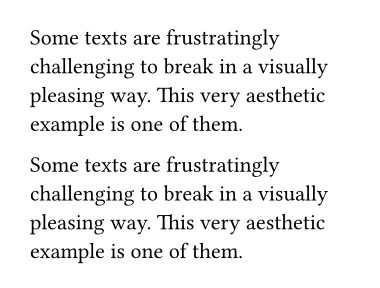 Some texts are frustratingly
challenging to break in a visually
pleasing way. This very aesthetic
example is one of them.
Some texts are frustratingly
challenging to break in a visually
pleasing way. This very aesthetic
example is one of them.